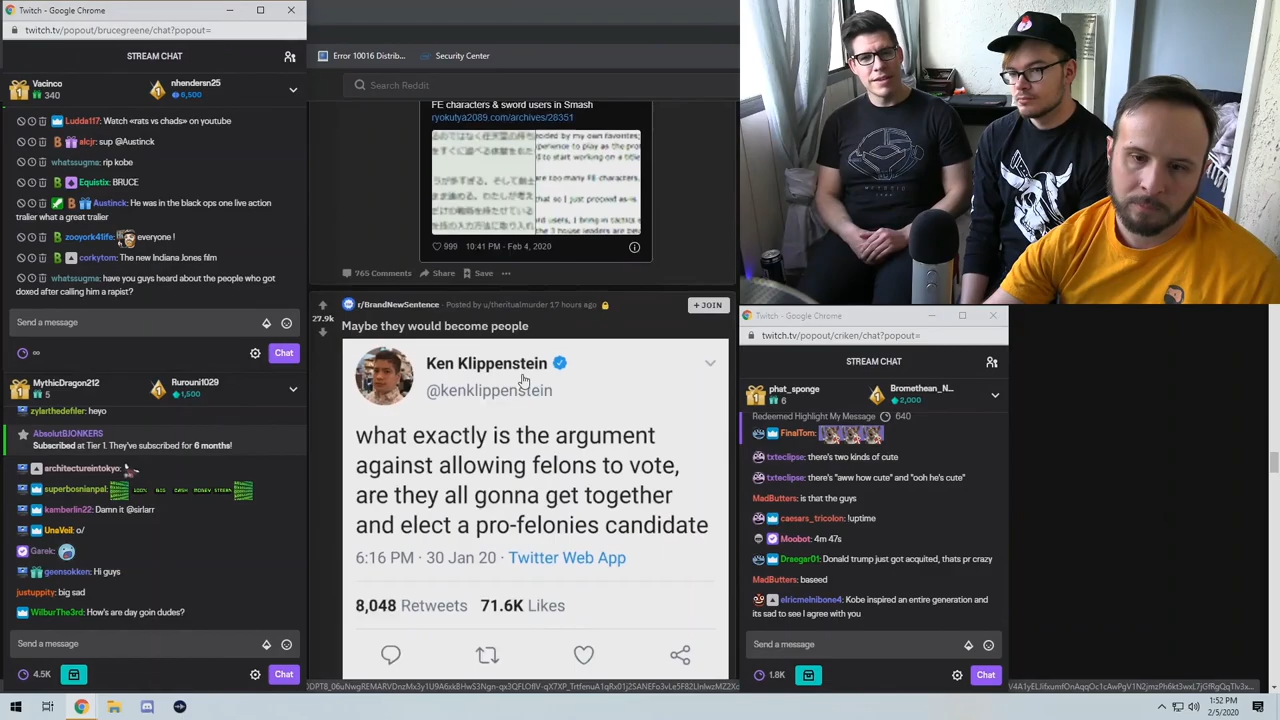 Twitch - Google Chrome
twitch.tv/popout/brucegreene/chat?popout=
STREAM CHAT
Vacinco
340
nhesderan25
6,500
Ludda117: Watch «rats vs chads» on youtube
alcjr: sup @Austinck
whatssugma: rip kobe
Equistix: BRUCE
Austinck: He was in the black ops one live action
trailer what a great trailer
zooyork4life: everyone !
corkytom: The new Indiana Jones film
whatssugma: have you guys heard about the people who got
doxed after calling him a rapist?
Send a message
∞
Chat
MythicDragon212
5
Rurouni1029
1,500
zylarthedefiler: heyo
AbsolutBJONKERS
Subscribed at Tier 1. They've subscribed for 6 months!
architectureintokyo:
superbosnianpal:
kamberlin22: Damn it @sirlarr
UnaVeil: o/
Garelc:
geensokken: Hi guys
justuppity: big sad
WilburThe3rd: How's are day goin dudes?
Send a message
4.5K
Chat
Error 10016 Distrib...
Security Center
Search Reddit
FE characters & sword users in Smash
ryokutya2089.com/archives/28351
999
10:41 PM - Feb 4, 2020
765 Comments
Share
Save
27.9k
r/BrandNewSentence · Posted by u/theritualmurder 17 hours ago
+ JOIN
Maybe they would become people
Ken Klippenstein
@kenklippenstein
what exactly is the argument
against allowing felons to vote,
are they all gonna get together
and elect a pro-felonies candidate
6:16 PM · 30 Jan 20 · Twitter Web App
8,048 Retweets 71.6K Likes
Twitch - Google Chrome
twitch.tv/popout/criken/chat?popout=
STREAM CHAT
phat_sponge
6
Bromethean_N...
2,000
Redeemed Highlight My Message 640
FinalTom:
txteclipse: there's two kinds of cute
txteclipse: there's "aww how cute" and "ooh he's cute"
MadButters: is that the guys
caesars_tricolon: !uptime
Moobot: 4m 47s
Draegar01: Donald trump just got acquited, thats pr crazy
MadButters: baseed
elricmelnibone4: Kobe inspired an entire generation and
its sad to see I agree with you
Send a message
1.8K
Chat
1:52 PM
2/5/2020